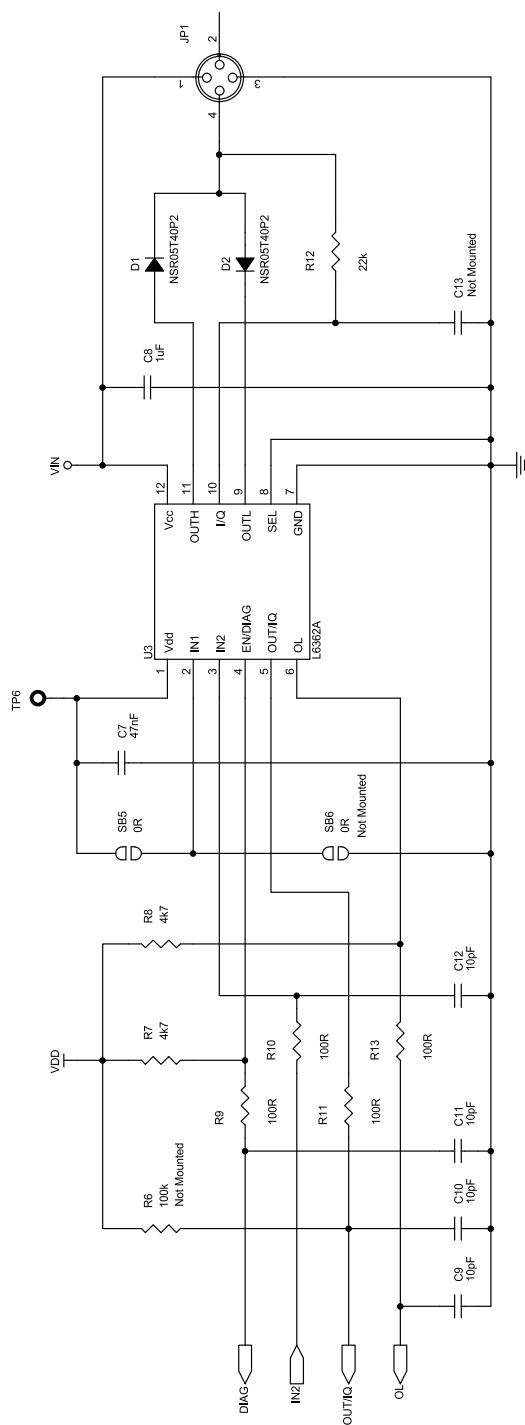 DIAG
IN2
OUT/IQ
OL
R6
100k
Not Mounted
VDD
R7
4k7
R8
4k7
R9
100R
R10
100R
R11
100R
R13
100R
C9
10pF
C10
10pF
C11
10pF
C12
10pF
SB5
0R
SB6
0R
Not Mounted
TP6
C7
47nF
U3
1
Vdd
2
IN1
3
IN2
4
EN/DIAG
5
OUT/IQ
6
OL
12
Vcc
11
OUTH
10
I/Q
9
OUTL
8
SEL
7
GND
L6362A
VIN
C8
1uF
D1
NSR05T40P2
D2
NSR05T40P2
R12
22k
C13
Not Mounted
JP1
1
2
3
4